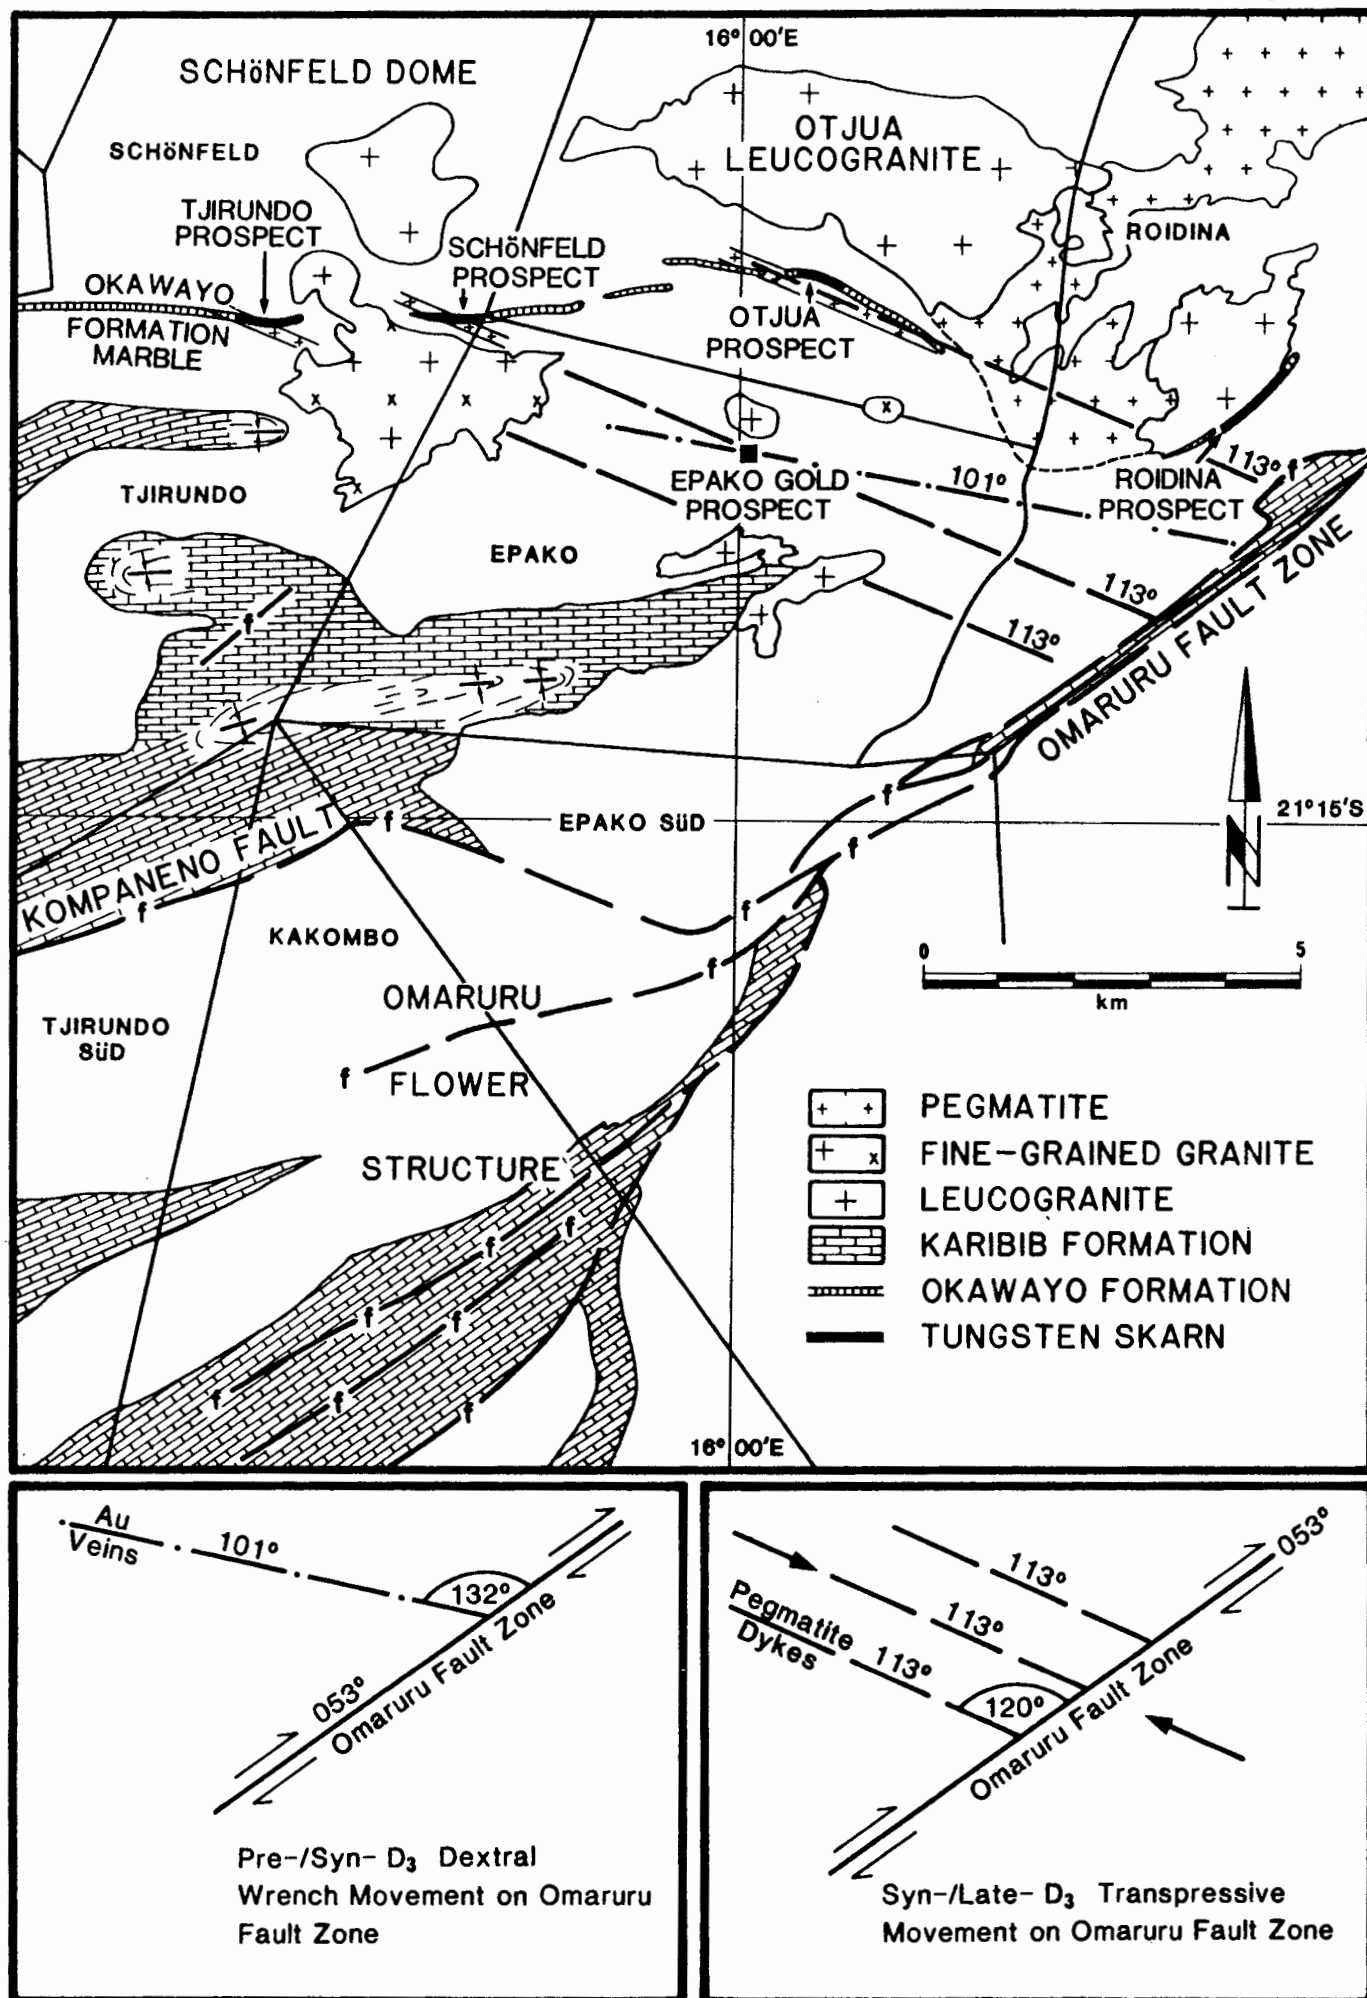 16° 00'E
SCHöNFELD DOME
OTJUA
LEUCOGRANITE
SCHöNFELD
TJIRUNDO
PROSPECT
SCHöNFELD
PROSPECT
ROIDINA
OKAWAYO
FORMATION
MARBLE
OTJUA
PROSPECT
TJIRUNDO
EPAKO GOLD
PROSPECT
101°
ROIDINA
PROSPECT
113°
f
EPAKO
113°
113°
f
OMARURU FAULT ZONE
21° 15'S
EPAKO SüD
f
f
f
KOMPANENO FAULT
f
f
f
KAKOMBO
OMARURU
FLOWER
STRUCTURE
f
TJIRUNDO
SüD
0 5
km
N
PEGMATITE
x FINE-GRAINED GRANITE
LEUCOGRANITE
KARIBIB FORMATION
OKAWAYO FORMATION
TUNGSTEN SKARN
f
f
f
f
f
f
f
16° 00'E
Au
Veins
101°
132°
053°
Omaruru Fault Zone
Pre-/Syn- D₃ Dextral
Wrench Movement on Omaruru
Fault Zone
053°
113°
113°
113°
Pegmatite
Dykes
120°
Omaruru Fault Zone
Syn-/Late- D₃ Transpressive
Movement on Omaruru Fault Zone